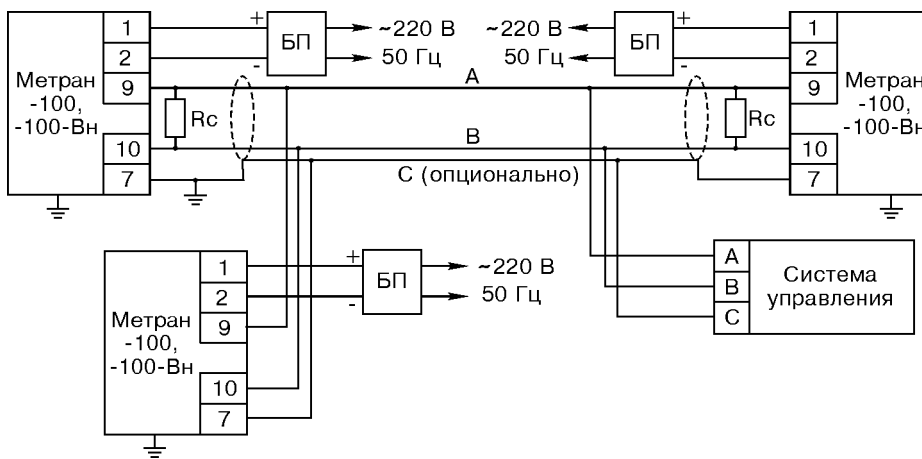 Метран
-100,
-100-Вн
1
2
9
10
7
+
-
БП
~220 В
50 Гц
~220 В
50 Гц
БП
+
-
1
2
9
10
7
Метран
-100,
-100-Вн
A
Rc
Rc
B
C (опционально)
Метран
-100,
-100-Вн
1
2
9
10
7
+
-
БП
~220 В
50 Гц
A
B
C
Система
управления